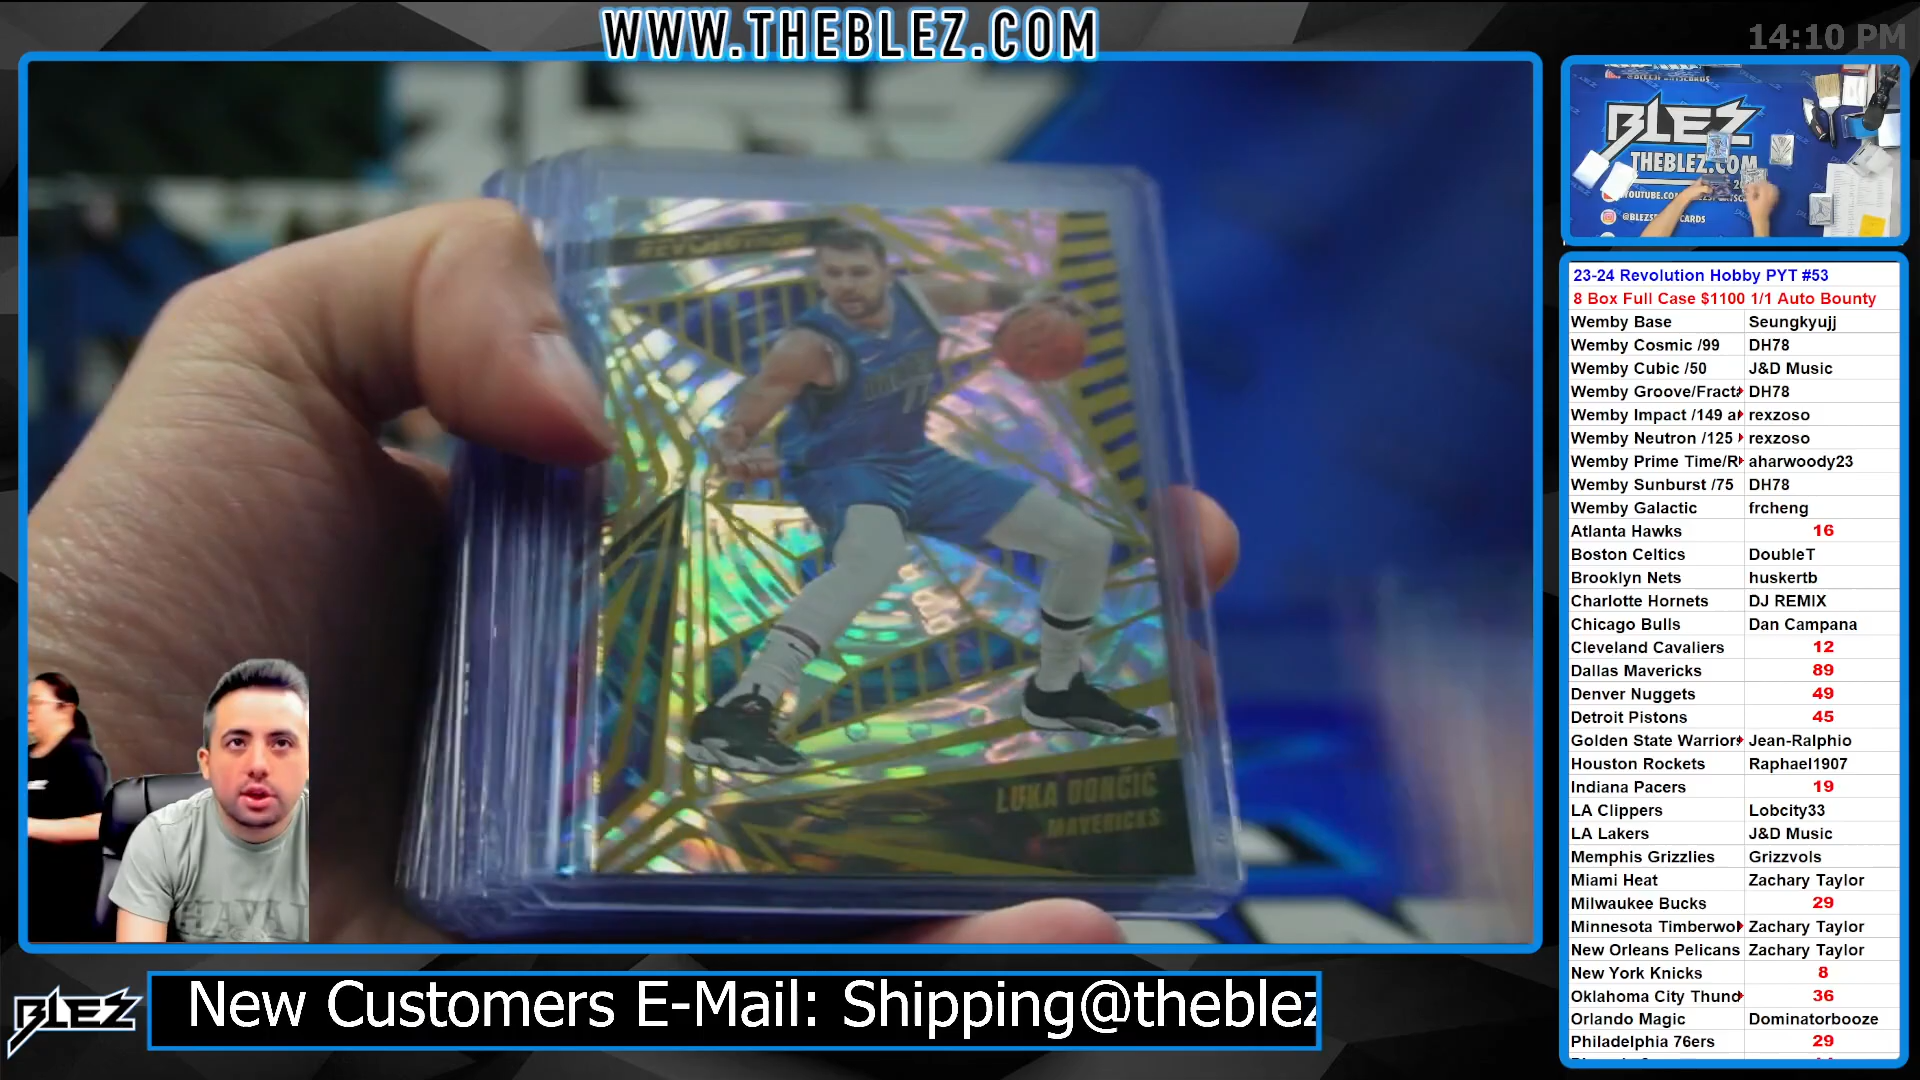 WWW.THEBLEZ.COM
14:10 PM
REVOLUTION
LUKA DONČIĆ
MAVERICKS
BLEZ
THEBLEZ.COM
23-24 Revolution Hobby PYT #53
8 Box Full Case $1100 1/1 Auto Bounty
Wemby Base Seungkyujj
Wemby Cosmic /99 DH78
Wemby Cubic /50 J&D Music
Wemby Groove/Fract DH78
Wemby Impact /149 a rexzoso
Wemby Neutron /125 rexzoso
Wemby Prime Time/R aharwoody23
Wemby Sunburst /75 DH78
Wemby Galactic frcheng
Atlanta Hawks 16
Boston Celtics DoubleT
Brooklyn Nets huskertb
Charlotte Hornets DJ REMIX
Chicago Bulls Dan Campana
Cleveland Cavaliers 12
Dallas Mavericks 89
Denver Nuggets 49
Detroit Pistons 45
Golden State Warriors Jean-Ralphio
Houston Rockets Raphael1907
Indiana Pacers 19
LA Clippers Lobcity33
LA Lakers J&D Music
Memphis Grizzlies Grizzvols
Miami Heat Zachary Taylor
Milwaukee Bucks 29
Minnesota Timberwol Zachary Taylor
New Orleans Pelicans Zachary Taylor
New York Knicks 8
Oklahoma City Thund 36
Orlando Magic Dominatorbooze
Philadelphia 76ers 29
BLEZ
New Customers E-Mail: Shipping@theblez